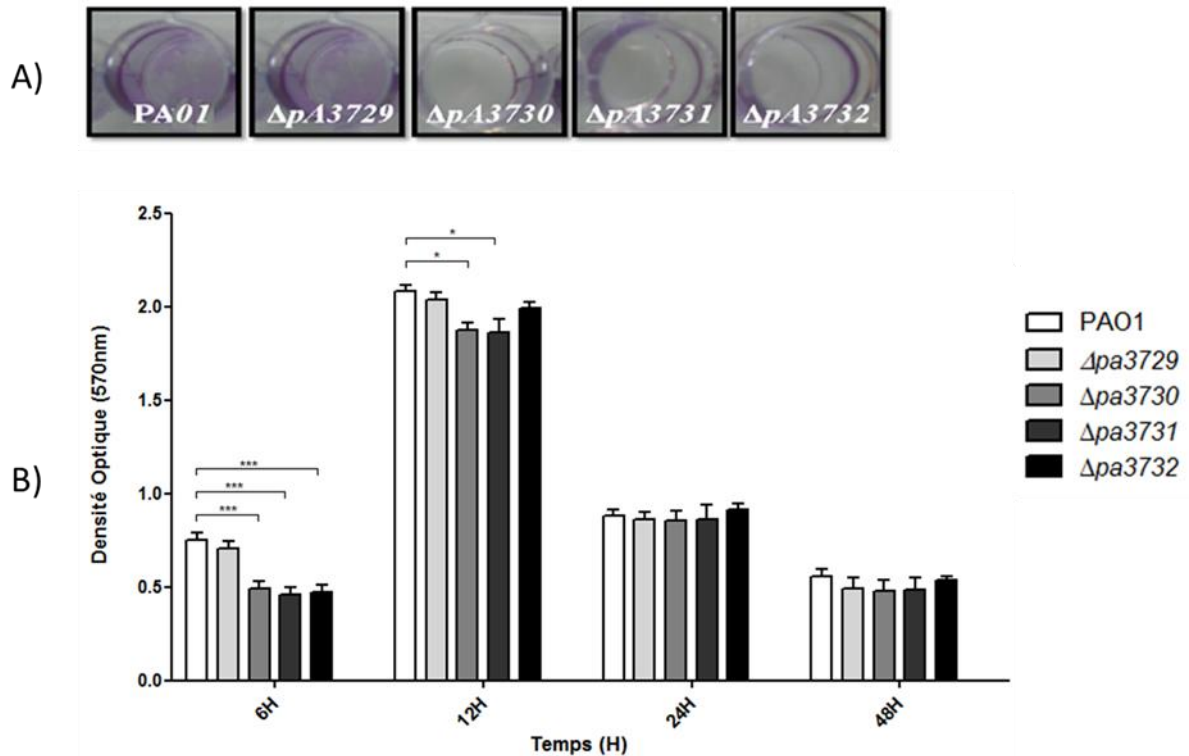 A)
PA01
ΔpA3729
ΔpA3730
ΔpA3731
ΔpA3732
B)
Densité Optique (570nm)
2.5
2.0
1.5
1.0
0.5
0.0
***
***
***
*
*
6H
12H
24H
48H
Temps (H)
PAO1
Δpa3729
Δpa3730
Δpa3731
Δpa3732